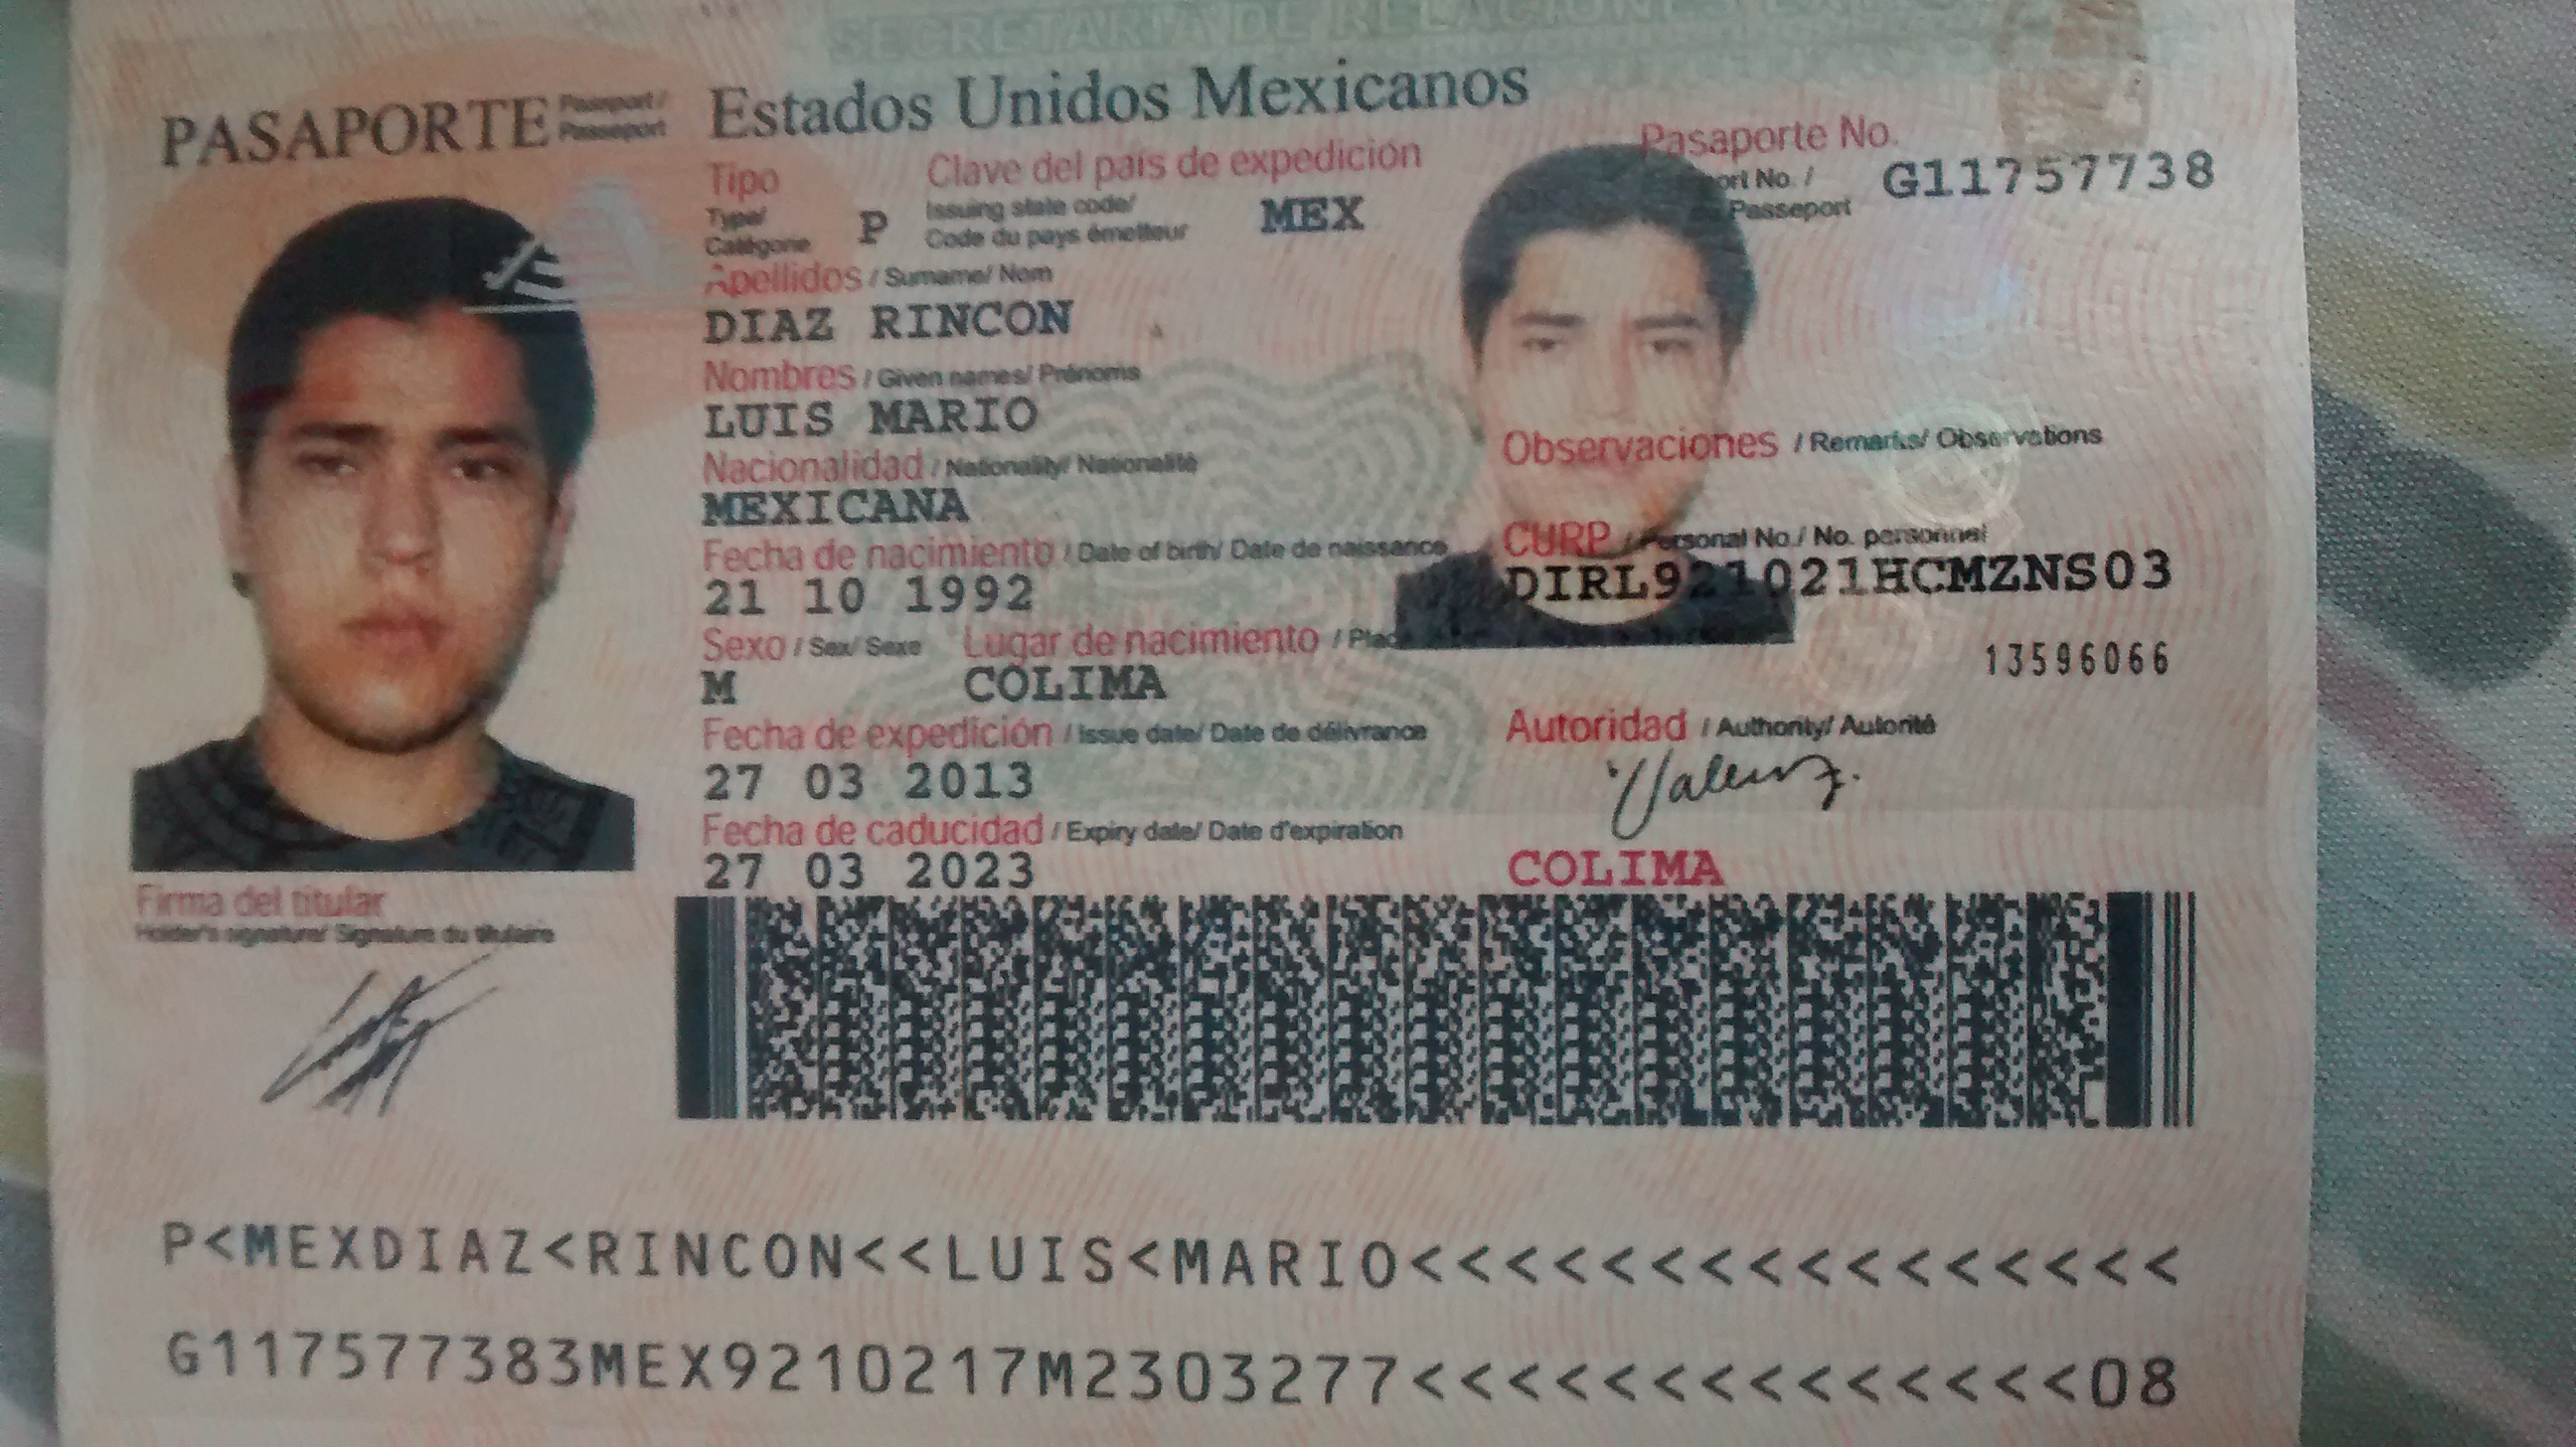 SECRETARIA DE RELACIONES
PASAPORTE Passport / Passeport Estados Unidos Mexicanos
Tipo Type/ Catégorie P
Clave del país de expedición Issuing state code/ Code du pays émetteur MEX
Pasaporte No. ort No. / Passeport G11757738
Apellidos / Surname/ Nom
DIAZ RINCON
Nombres / Given names/ Prénoms
LUIS MARIO
Nacionalidad / Nationality/ Nationalité
MEXICANA
Observaciones / Remarks/ Observations
Fecha de nacimiento / Date of birth/ Date de naissance
21 10 1992
CURP / Personal No./ No. personnel
DIRL921021HCMZNS03
Sexo / Sex/ Sexe Lugar de nacimiento / Plac
M COLIMA
13596066
Fecha de expedición / Issue date/ Date de délivrance
27 03 2013
Autoridad / Authority/ Autorité
Fecha de caducidad / Expiry date/ Date d'expiration
27 03 2023
COLIMA
Firma del titular
Holder's signature/ Signature du titulaire
P<MEXDIAZ<RINCON<<LUIS<MARIO<<<<<<<<<<<<<<<<
G117577383MEX9210217M2303277<<<<<<<<<<<<<<08